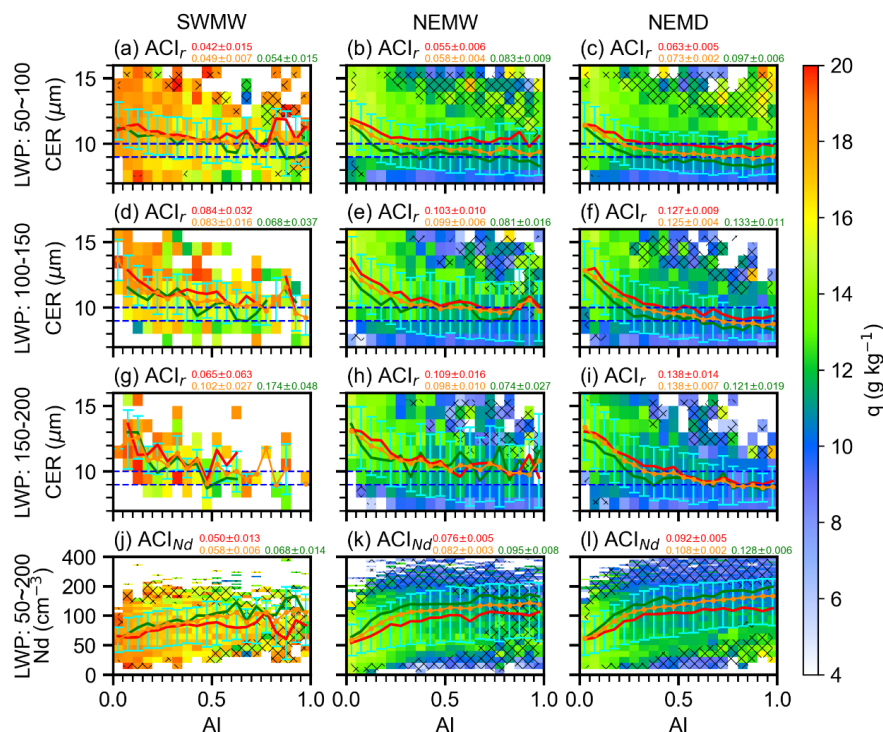 SWMW NEMW NEMD
(a) ACIr 0.042±0.015 (b) ACIr 0.055±0.006 (c) ACIr 0.063±0.005
0.049±0.007 0.054±0.015 0.058±0.004 0.083±0.009 0.073±0.002 0.097±0.006
LWP: 50~100
CER (μm)
15
10
(d) ACIr 0.084±0.032 (e) ACIr 0.103±0.010 (f) ACIr 0.127±0.009
0.083±0.016 0.068±0.037 0.099±0.006 0.081±0.016 0.125±0.004 0.133±0.011
LWP: 100-150
CER (μm)
15
10
(g) ACIr 0.065±0.063 (h) ACIr 0.109±0.016 (i) ACIr 0.138±0.014
0.102±0.027 0.174±0.048 0.098±0.010 0.074±0.027 0.138±0.007 0.121±0.019
LWP: 150-200
CER (μm)
15
10
(j) ACINd 0.050±0.013 (k) ACINd 0.076±0.005 (l) ACINd 0.092±0.005
0.058±0.006 0.068±0.014 0.082±0.003 0.095±0.008 0.108±0.002 0.128±0.006
LWP: 50~200
Nd (cm−3)
400
200
100
50
0
0.0 0.5 1.0 0.0 0.5 1.0 0.0 0.5 1.0
AI AI AI
20
18
16
14
12
10
8
6
4
q (g kg−1)